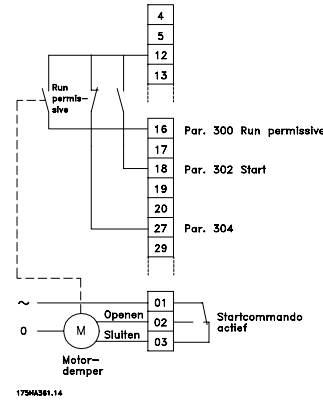 4
5
12
13
Run
permis-
sive
16 Par. 300 Run permissive
17
18 Par. 302 Start
19
20
27 Par. 304
29
~ 01
Openen 02 Startcommando
actief
0 M Sluiten 03
Motor-
demper
175HA361.14